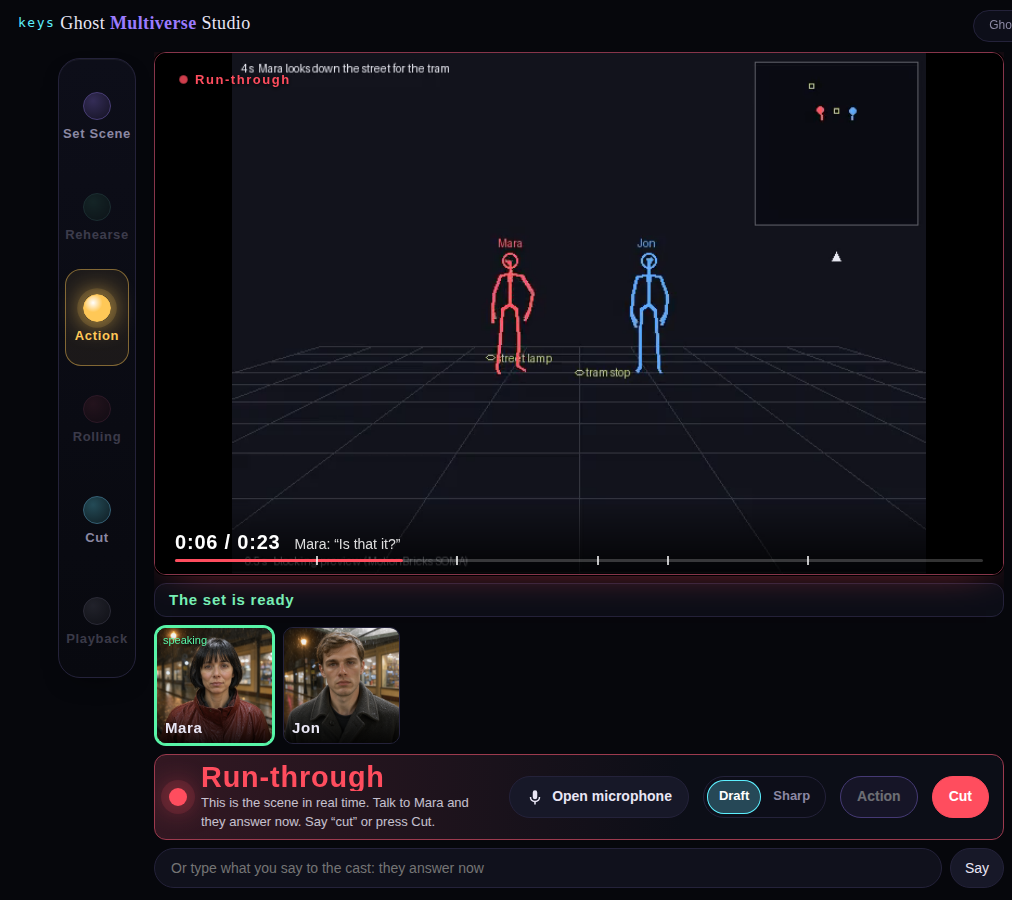 keys Ghost Multiverse Studio
Gho
Set Scene
Rehearse
Action
Rolling
Cut
Playback
4s Mara looks down the street for the tram
Run-through
Mara
Jon
street lamp
tram stop
0:06 / 0:23 Mara: “Is that it?”
blocking preview (MotionBricks SOMA)
The set is ready
speaking
Mara
Jon
Run-through
This is the scene in real time. Talk to Mara and
they answer now. Say “cut” or press Cut.
Open microphone
Draft
Sharp
Action
Cut
Or type what you say to the cast: they answer now
Say